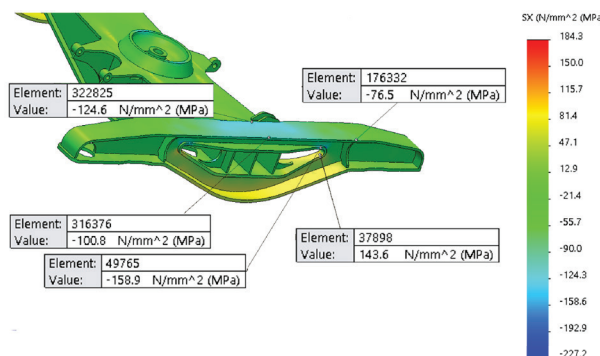 SX (N/mm^2 (MPa)
184.3
150.0
115.7
81.4
47.1
12.9
-21.4
-55.7
-90.0
-124.3
-158.6
-192.9
-227.2
Element: 322825
Value: -124.6 N/mm^2 (MPa)
Element: 176332
Value: -76.5 N/mm^2 (MPa)
Element: 316376
Value: -100.8 N/mm^2 (MPa)
Element: 49765
Value: -158.9 N/mm^2 (MPa)
Element: 37898
Value: 143.6 N/mm^2 (MPa)